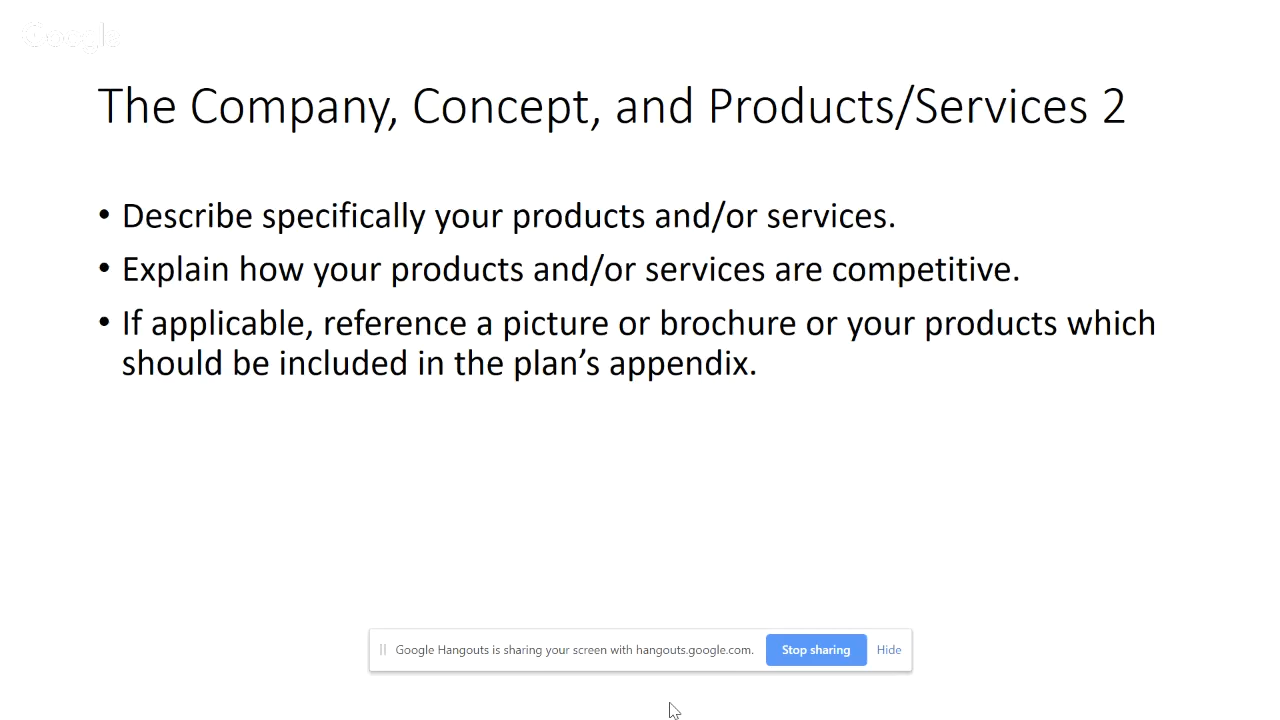 Google
The Company, Concept, and Products/Services 2
• Describe specifically your products and/or services.
• Explain how your products and/or services are competitive.
• If applicable, reference a picture or brochure or your products which
should be included in the plan’s appendix.
Google Hangouts is sharing your screen with hangouts.google.com. Stop sharing Hide